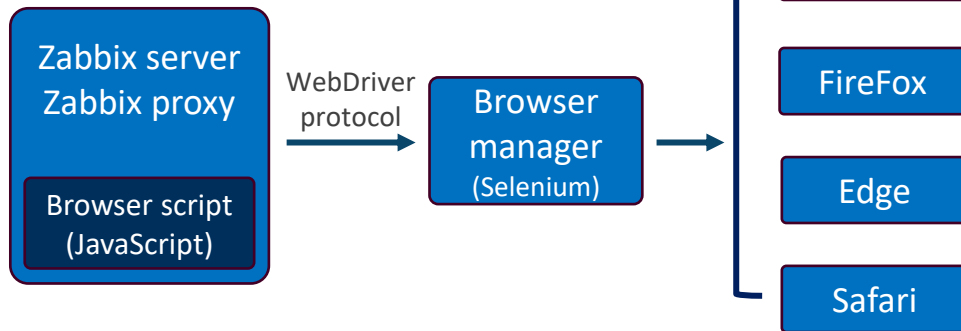 Zabbix server
Zabbix proxy
Browser script
(JavaScript)
WebDriver
protocol
Browser
manager
(Selenium)
FireFox
Edge
Safari